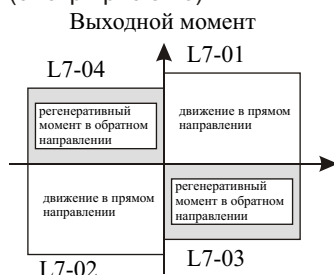 Выходной момент
L7-04
L7-01
регенеративный
момент в обратном
направлении
движение в прямом
направлении
движение в прямом
направлении
регенеративный
момент в обратном
направлении
L7-02
L7-03